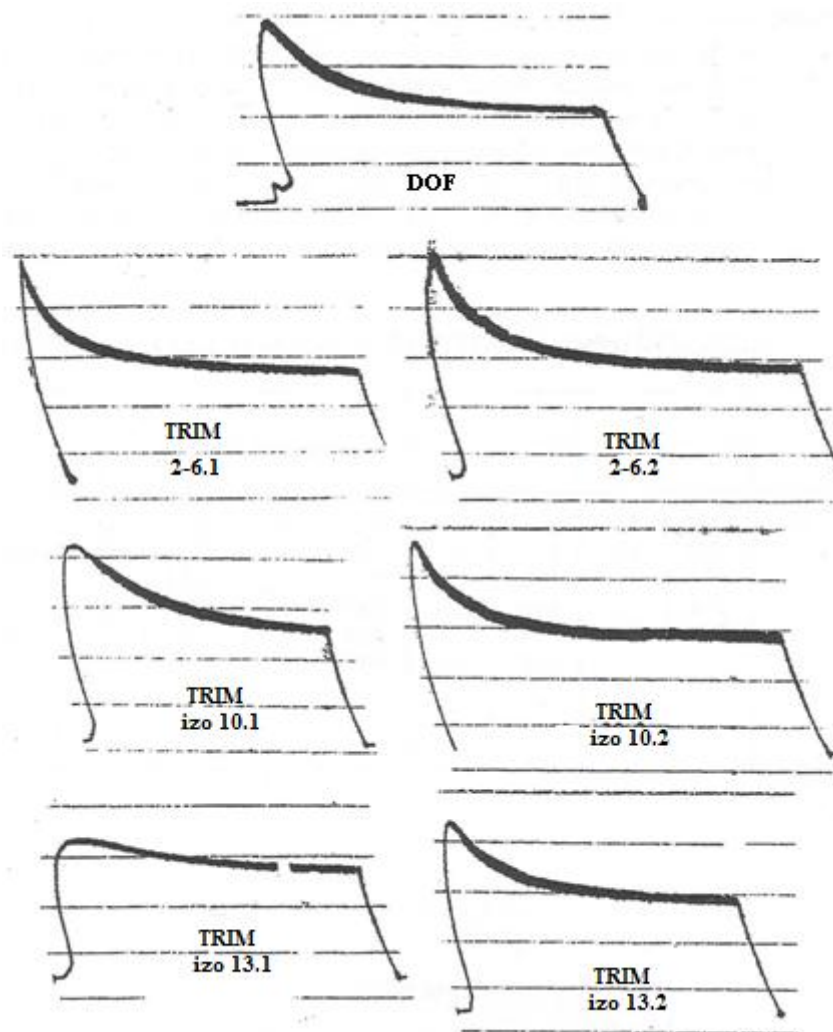 DOF
TRIM
2-6.1
TRIM
2-6.2
TRIM
izo 10.1
TRIM
izo 10.2
TRIM
izo 13.1
TRIM
izo 13.2